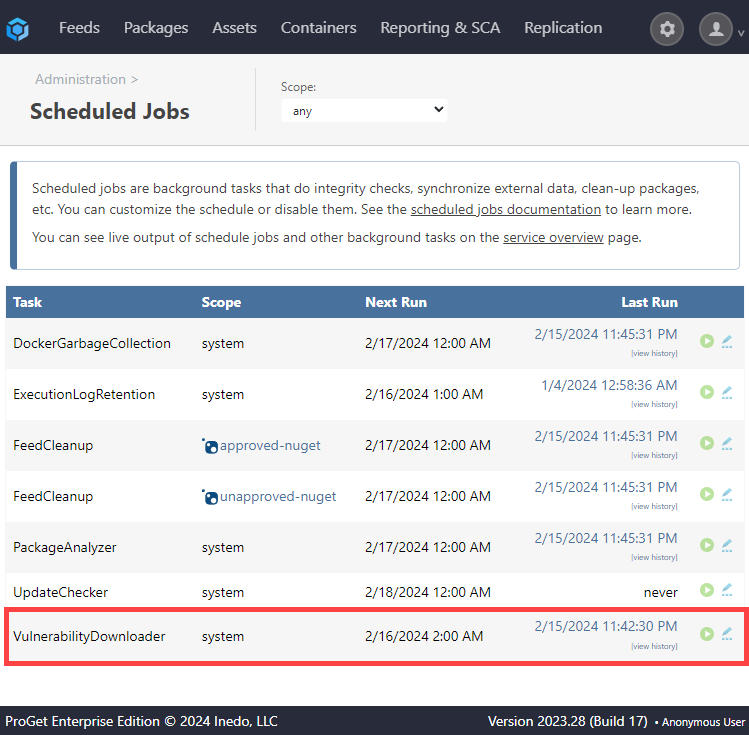 Feeds Packages Assets Containers Reporting & SCA Replication
Administration >
Scheduled Jobs
Scope:
any
Scheduled jobs are background tasks that do integrity checks, synchronize external data, clean-up packages,
etc. You can customize the schedule or disable them. See the scheduled jobs documentation to learn more.
You can see live output of schedule jobs and other background tasks on the service overview page.
Task Scope Next Run Last Run
DockerGarbageCollection system 2/17/2024 12:00 AM 2/15/2024 11:45:31 PM
[view history]
ExecutionLogRetention system 2/16/2024 1:00 AM 1/4/2024 12:58:36 AM
[view history]
FeedCleanup approved-nuget 2/17/2024 12:00 AM 2/15/2024 11:45:31 PM
[view history]
FeedCleanup unapproved-nuget 2/17/2024 12:00 AM 2/15/2024 11:45:31 PM
[view history]
PackageAnalyzer system 2/17/2024 12:00 AM 2/15/2024 11:45:31 PM
[view history]
UpdateChecker system 2/18/2024 12:00 AM never
VulnerabilityDownloader system 2/16/2024 2:00 AM 2/15/2024 11:42:30 PM
[view history]
ProGet Enterprise Edition © 2024 Inedo, LLC Version 2023.28 (Build 17) • Anonymous User